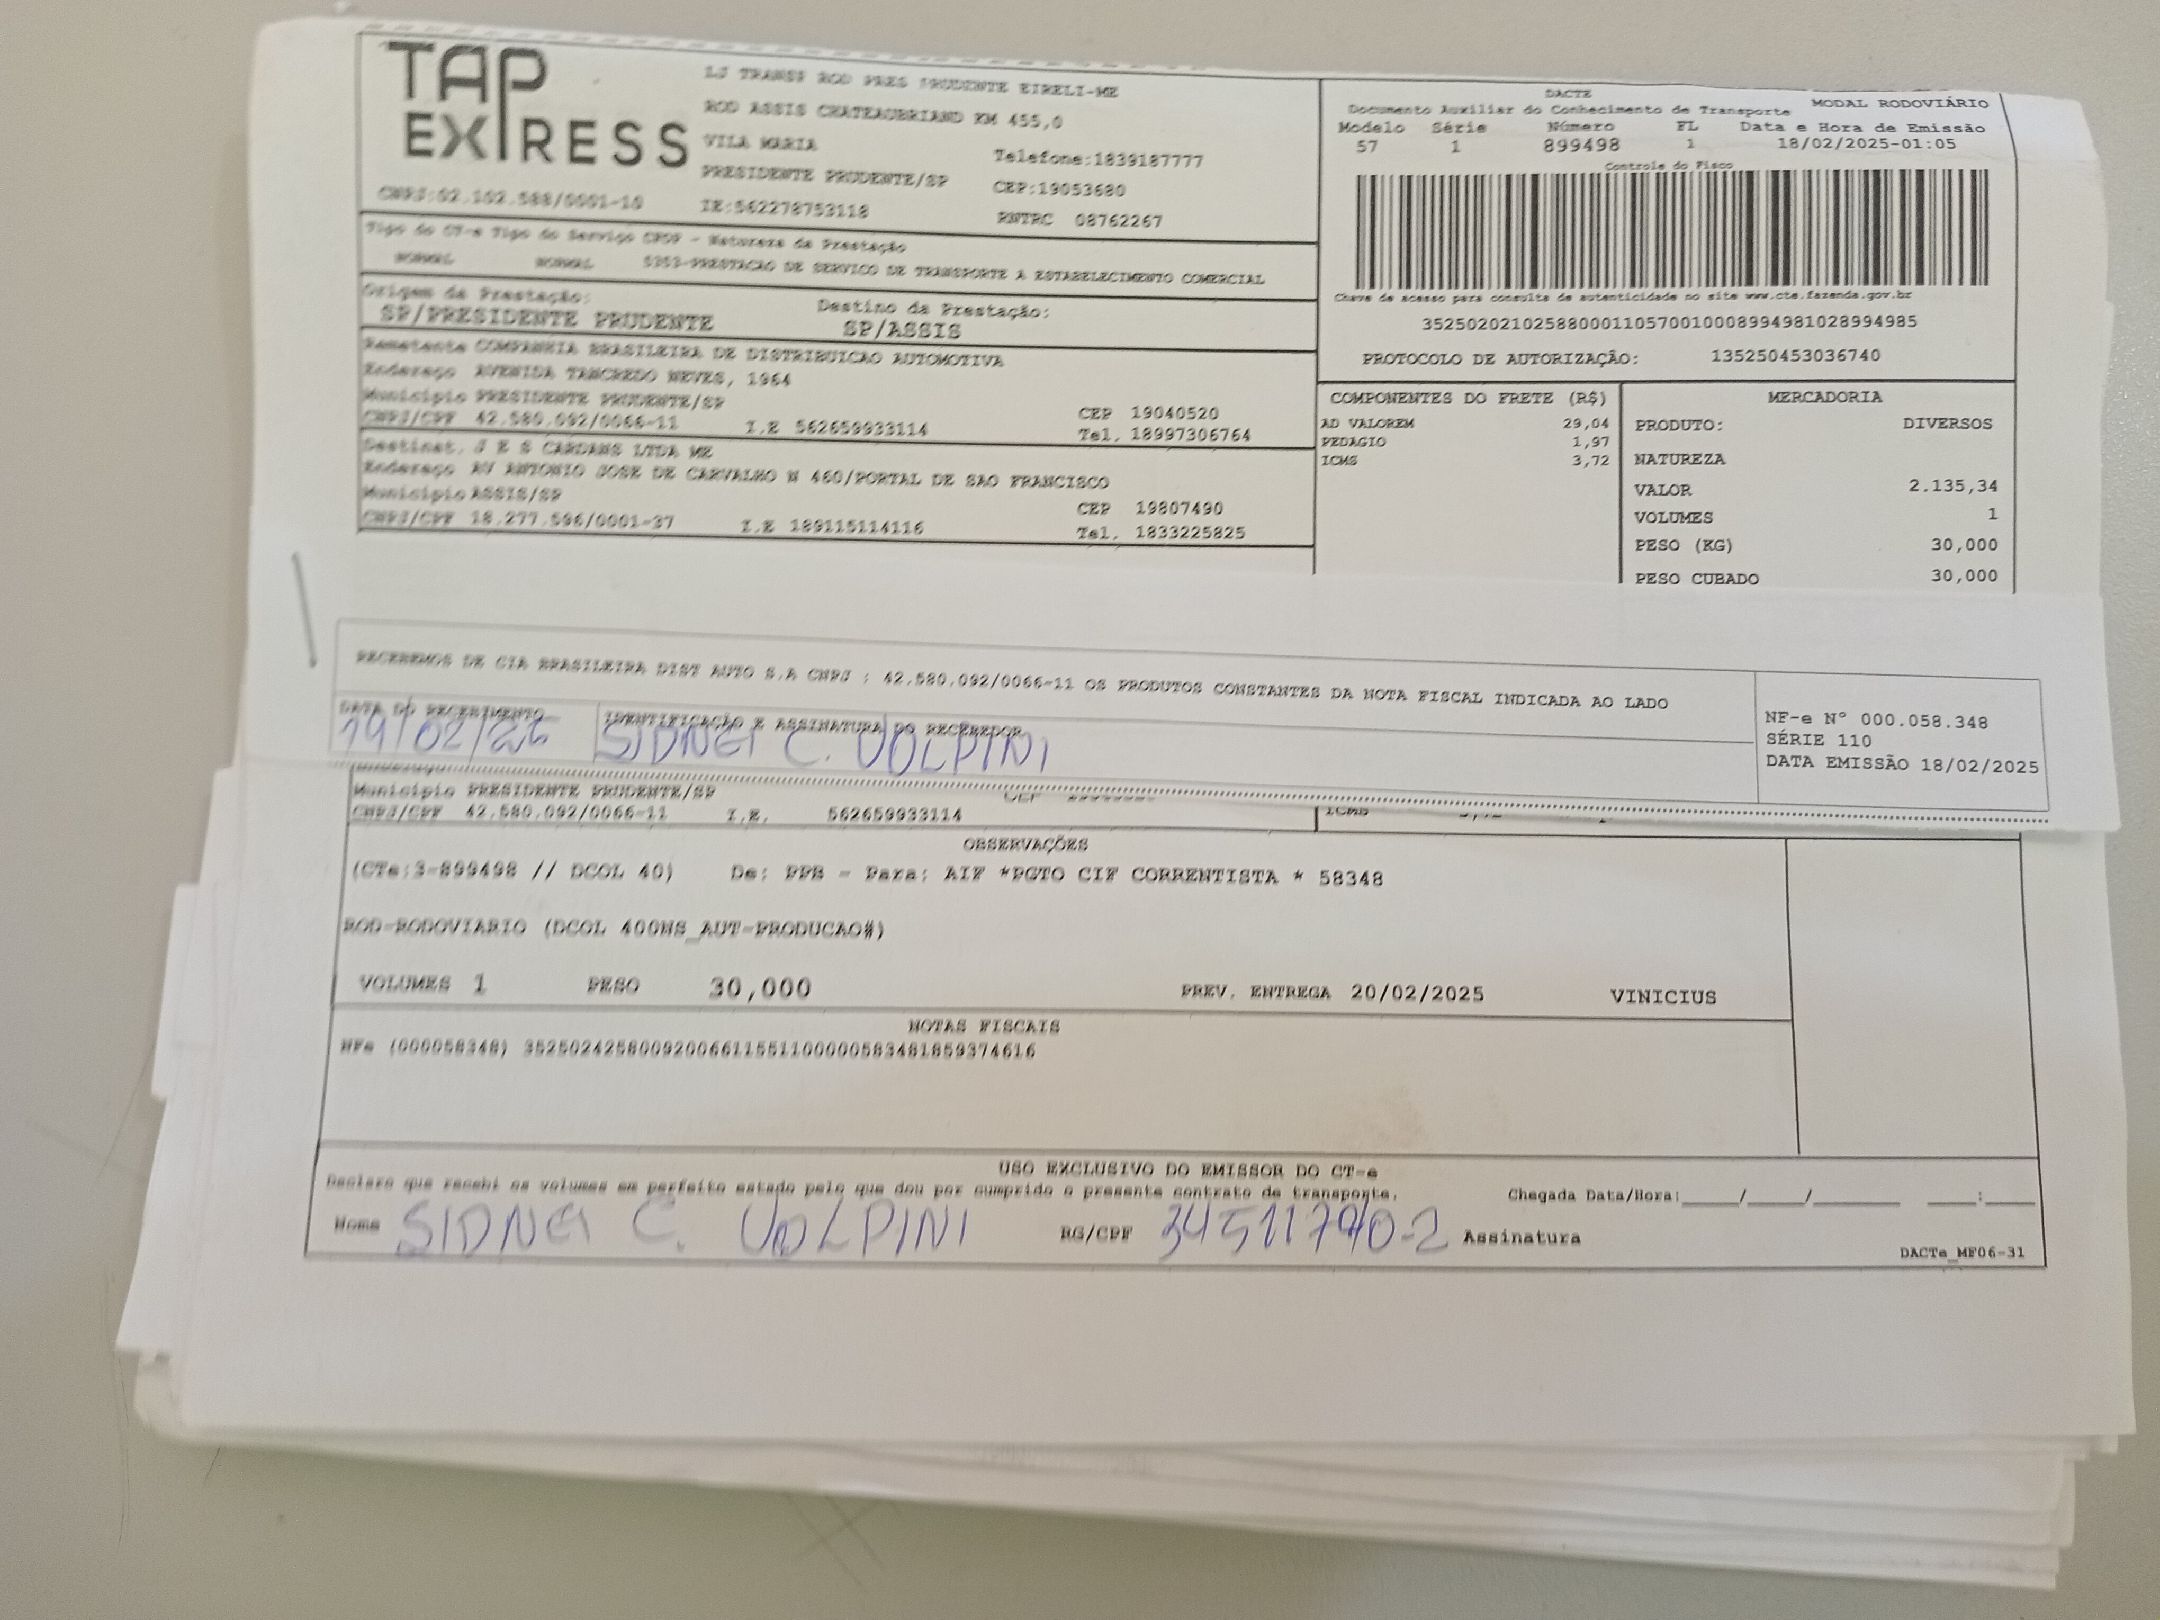 TAP
EXPRESS
LJ TRANSP ROD PRES PRUDENTE EIRELI-ME
ROD ASSIS CHATEAUBRIAND KM 455,0
VILA MARIA
Telefone:1839187777
PRESIDENTE PRUDENTE/SP
CEP:19053680
CNPJ:02.102.588/0001-10
IE:562278753118
RNTRC 08762267
Tipo do CT-e Tipo do Serviço CFOP - Natureza da Prestação
NORMAL NORMAL 5353-PRESTACAO DE SERVICO DE TRANSPORTE A ESTABELECIMENTO COMERCIAL
Origem da Prestação:
SP/PRESIDENTE PRUDENTE
Destino da Prestação:
SP/ASSIS
Remetente COMPANHIA BRASILEIRA DE DISTRIBUICAO AUTOMOTIVA
Endereço AVENIDA TANCREDO NEVES, 1964
Município PRESIDENTE PRUDENTE/SP
CEP 19040520
CNPJ/CPF 42.580.092/0066-11 I.E 562659933114 Tel. 18997306764
Destinat. J E S CARDANS LTDA ME
Endereço AV ANTONIO JOSE DE CARVALHO N 460/PORTAL DE SAO FRANCISCO
Município ASSIS/SP
CEP 19807490
CNPJ/CPF 18.277.596/0001-37 I.E 189115114116 Tel. 1833225825
DACTE
Documento Auxiliar do Conhecimento de Transporte
MODAL RODOVIÁRIO
Modelo Série Número FL Data e Hora de Emissão
57 1 899498 1 18/02/2025-01:05
Controle do Fisco
Chave de acesso para consulta de autenticidade no site www.cte.fazenda.gov.br
35250202102588000110570010008994981028994985
PROTOCOLO DE AUTORIZAÇÃO: 135250453036740
COMPONENTES DO FRETE (R$)
AD VALOREM 29,04
PEDAGIO 1,97
ICMS 3,72
MERCADORIA
PRODUTO: DIVERSOS
NATUREZA
VALOR 2.135,34
VOLUMES 1
PESO (KG) 30,000
PESO CUBADO 30,000
RECEBEMOS DE CIA BRASILEIRA DIST AUTO S.A CNPJ : 42.580.092/0066-11 OS PRODUTOS CONSTANTES DA NOTA FISCAL INDICADA AO LADO
DATA DO RECEBIMENTO
19/02/25
IDENTIFICAÇÃO E ASSINATURA DO RECEBEDOR
SIDNEI C. VOLPINI
NF-e N° 000.058.348
SÉRIE 110
DATA EMISSÃO 18/02/2025
Município PRESIDENTE PRUDENTE/SP
CNPJ/CPF 42.580.092/0066-11 I.E. 562659933114
ICMS
OBSERVAÇÕES
(CTe:3-899498 // DCOL 40) De: PPB - Para: AIF *PGTO CIF CORRENTISTA * 58348
ROD-RODOVIARIO (DCOL 400NS_AUT-PRODUCAO#)
VOLUMES 1 PESO 30,000 PREV. ENTREGA 20/02/2025 VINICIUS
NOTAS FISCAIS
NFe (000058348) 35250242580092006611551100000583481859374616
USO EXCLUSIVO DO EMISSOR DO CT-e
Declaro que recebi os volumes em perfeito estado pelo que dou por cumprido o presente contrato de transporte.
Chegada Data/Hora:____/____/______ ___:____
Nome SIDNEI C. VOLPINI RG/CPF 34511790-2 Assinatura
DACTe_MF06-31